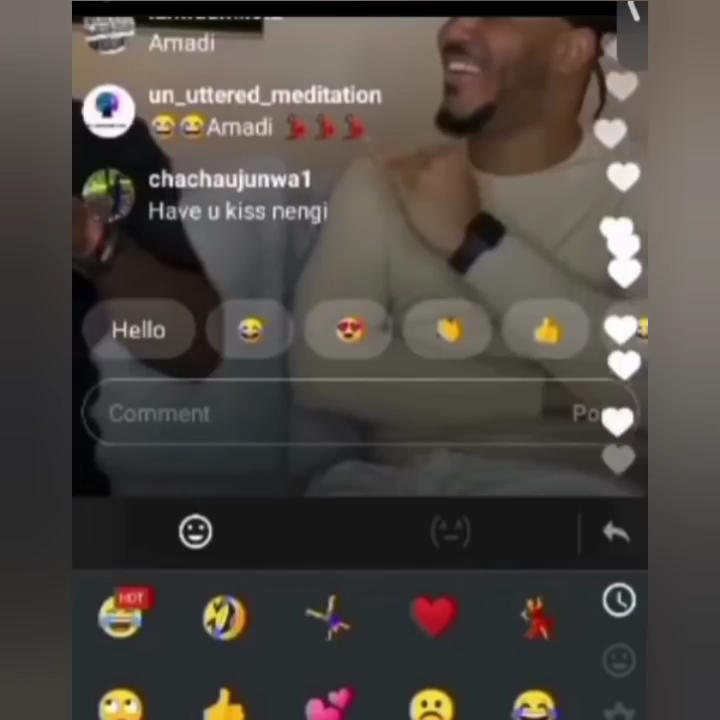 Amadi
un_uttered_meditation
😂😂Amadi 💃💃💃
chachaujunwa1
Have u kiss nengi
Hello
Comment
HOT